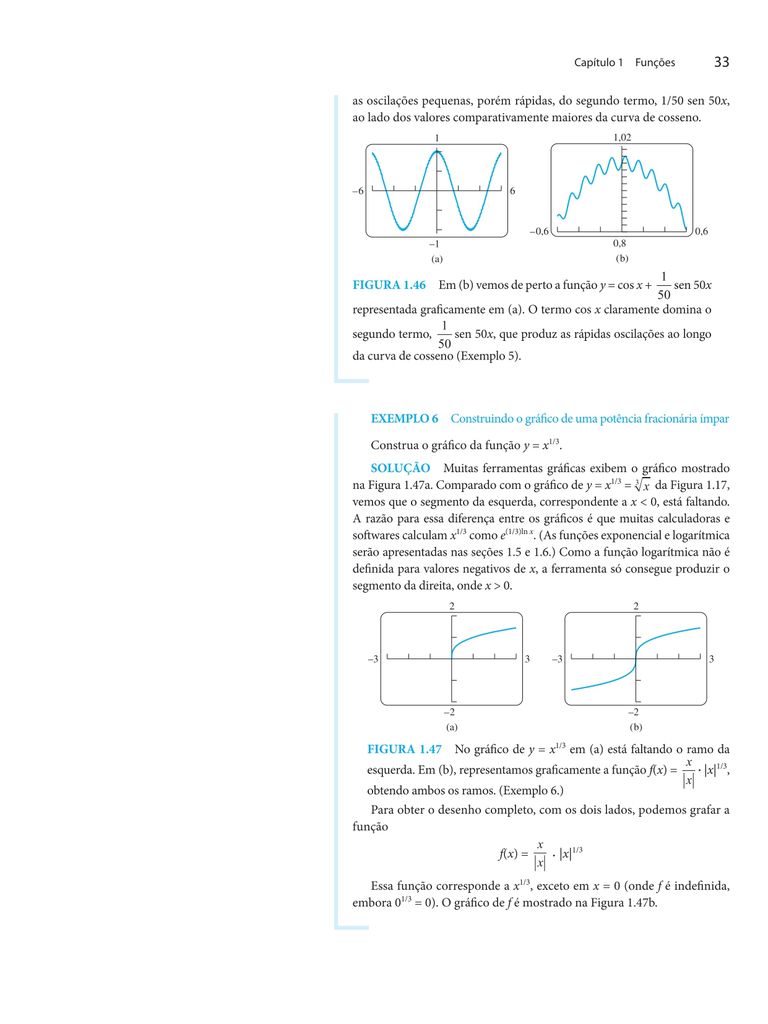 Capítulo 1 Funções 33
as oscilações pequenas, porém rápidas, do segundo termo, 1/50 sen 50x,
ao lado dos valores comparativamente maiores da curva de cosseno.
1
–6
6
–1
(a)
1,02
–0,6
0,6
0,8
(b)
FIGURA 1.46 Em (b) vemos de perto a função y = cos x + 1/50 sen 50x
representada graficamente em (a). O termo cos x claramente domina o
segundo termo, 1/50 sen 50x, que produz as rápidas oscilações ao longo
da curva de cosseno (Exemplo 5).
EXEMPLO 6 Construindo o gráfico de uma potência fracionária ímpar
Construa o gráfico da função y = x^1/3.
SOLUÇÃO Muitas ferramentas gráficas exibem o gráfico mostrado
na Figura 1.47a. Comparado com o gráfico de y = x^1/3 = ∛x da Figura 1.17,
vemos que o segmento da esquerda, correspondente a x < 0, está faltando.
A razão para essa diferença entre os gráficos é que muitas calculadoras e
softwares calculam x^1/3 como e^(1/3)ln x. (As funções exponencial e logarítmica
serão apresentadas nas seções 1.5 e 1.6.) Como a função logarítmica não é
definida para valores negativos de x, a ferramenta só consegue produzir o
segmento da direita, onde x > 0.
2
–3
3
–2
(a)
2
–3
3
–2
(b)
FIGURA 1.47 No gráfico de y = x^1/3 em (a) está faltando o ramo da
esquerda. Em (b), representamos graficamente a função f(x) = x/|x| · |x|^1/3,
obtendo ambos os ramos. (Exemplo 6.)
Para obter o desenho completo, com os dois lados, podemos grafar a
função
f(x) = x/|x| · |x|^1/3
Essa função corresponde a x^1/3, exceto em x = 0 (onde f é indefinida,
embora 0^1/3 = 0). O gráfico de f é mostrado na Figura 1.47b.